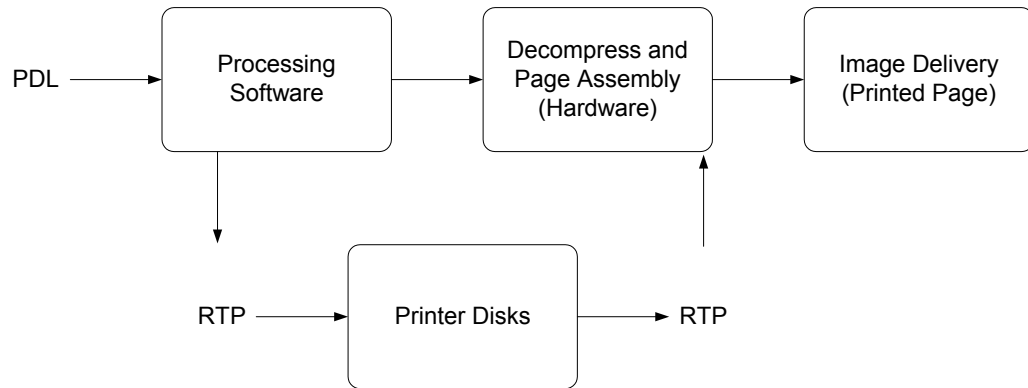 PDL
Processing
Software
Decompress and
Page Assembly
(Hardware)
Image Delivery
(Printed Page)
RTP
Printer Disks
RTP